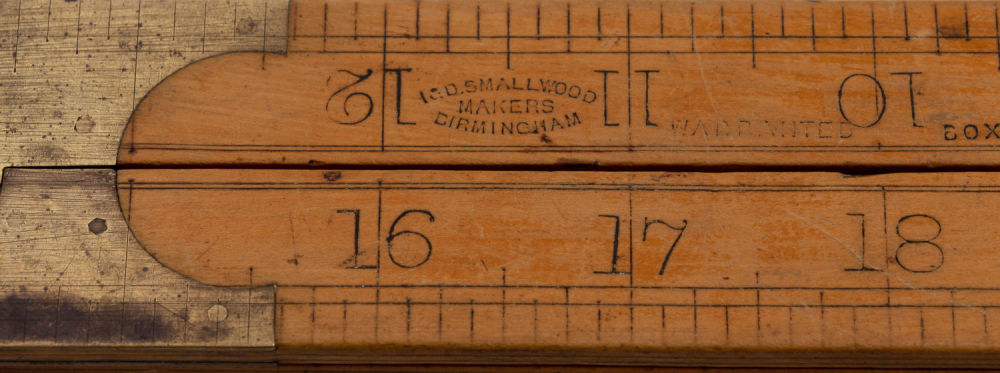 12
I & D. SMALLWOOD
MAKERS
BIRMINGHAM
11
WARRANTED
10
BOX
16 17 18